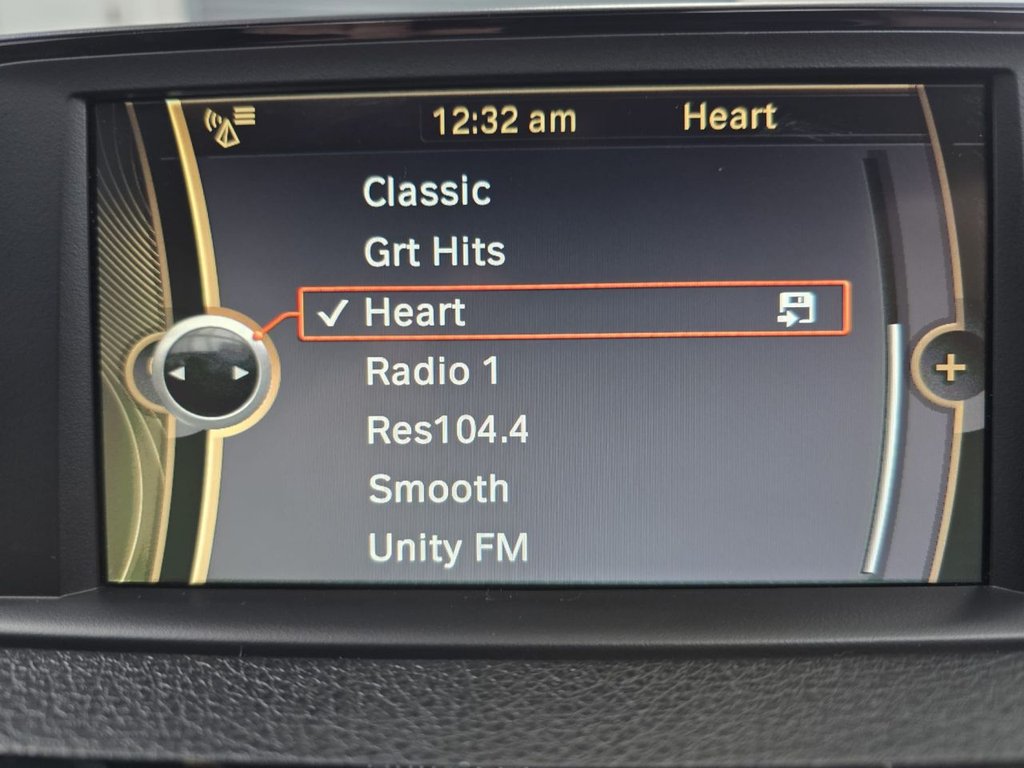 12:32 am Heart
Classic
Grt Hits
Heart
Radio 1
Res104.4
Smooth
Unity FM